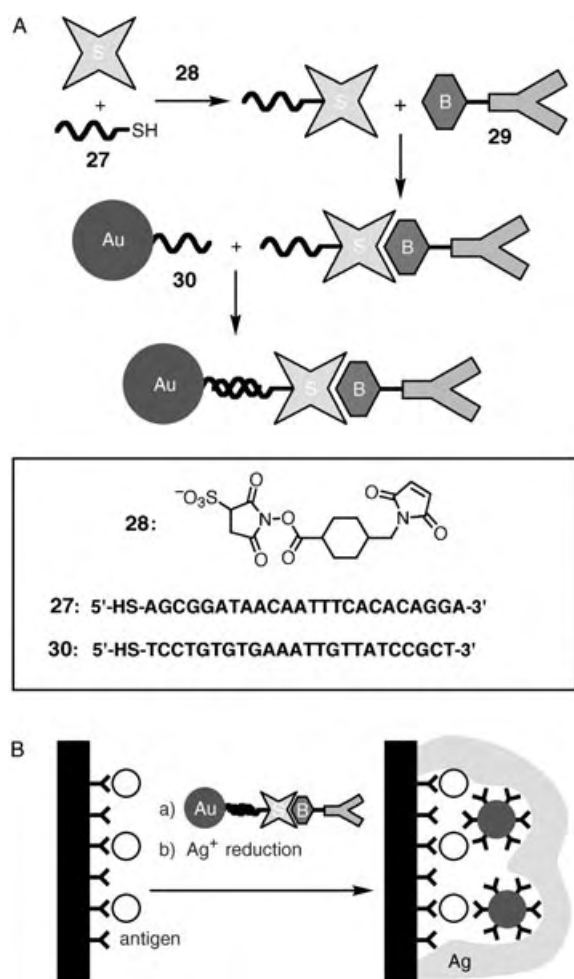 A
S
28
+
SH
27
S
+
B
29
Au
30
+
S
B
Au
S
B
28:
⁻O₃S
O
N
O
O
O
O
N
O
27: 5'-HS-AGCGGATAACAATTTCACACAGGA-3'
30: 5'-HS-TCCTGTGTGAAATTGTTATCCGCT-3'
B
a)
Au
S
B
b) Ag⁺ reduction
antigen
Ag